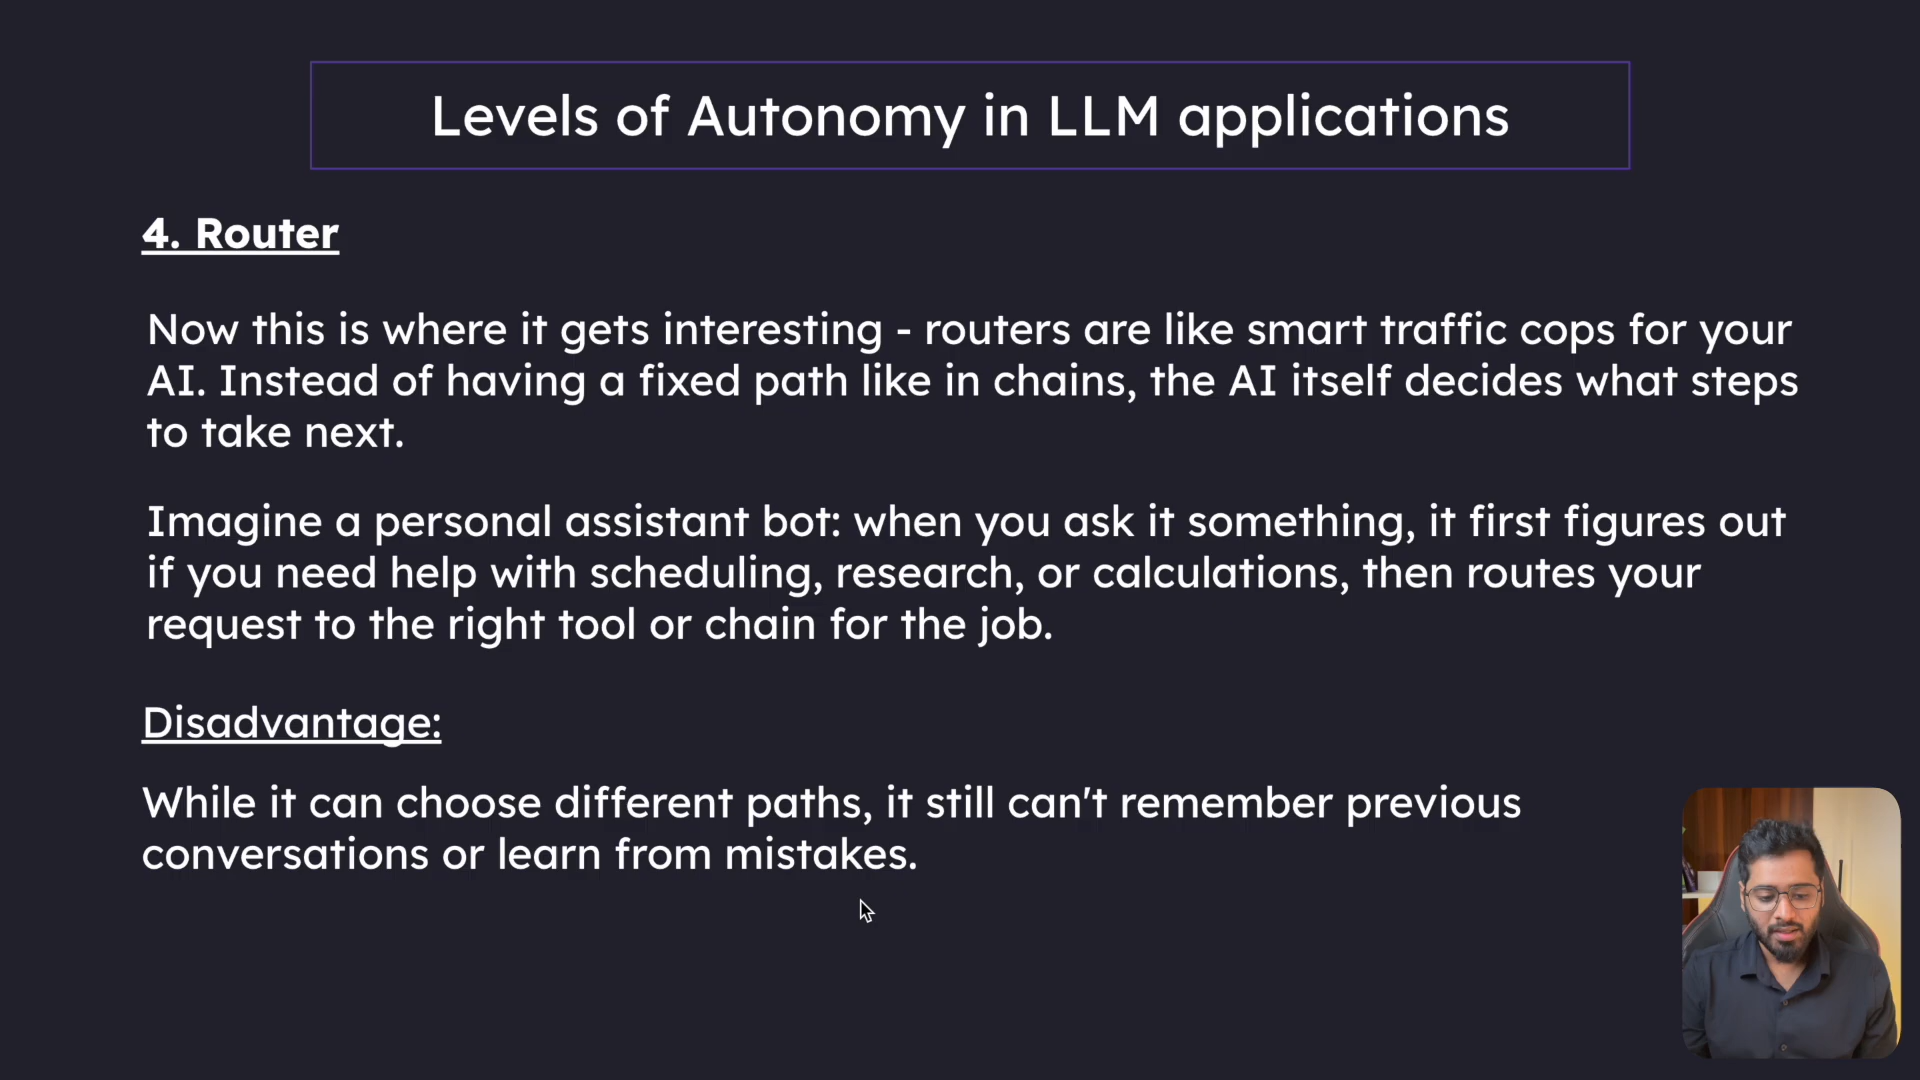 Levels of Autonomy in LLM applications
4. Router
Now this is where it gets interesting - routers are like smart traffic cops for your
AI. Instead of having a fixed path like in chains, the AI itself decides what steps
to take next.
Imagine a personal assistant bot: when you ask it something, it first figures out
if you need help with scheduling, research, or calculations, then routes your
request to the right tool or chain for the job.
Disadvantage:
While it can choose different paths, it still can't remember previous
conversations or learn from mistakes.